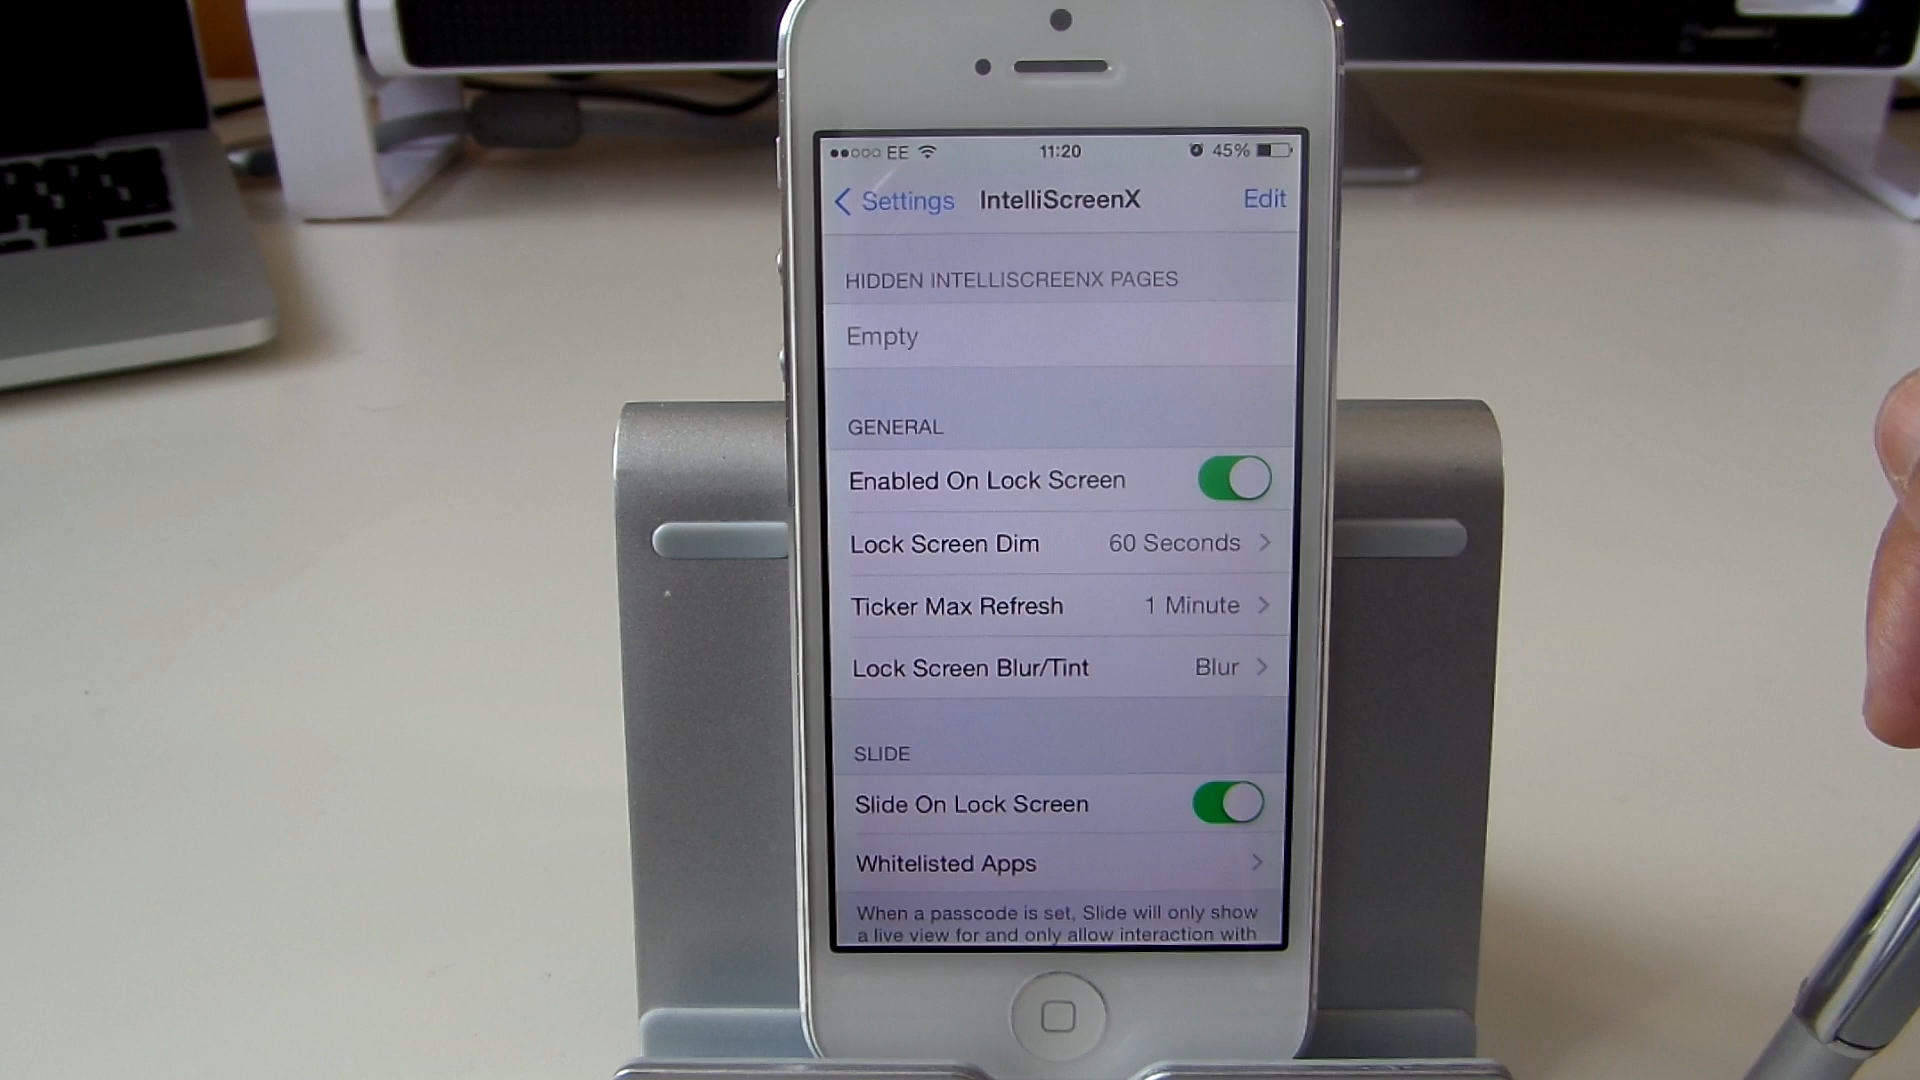 EE 11:20 45%
Settings IntelliScreenX Edit
HIDDEN INTELLISCREENX PAGES
Empty
GENERAL
Enabled On Lock Screen
Lock Screen Dim 60 Seconds
Ticker Max Refresh 1 Minute
Lock Screen Blur/Tint Blur
SLIDE
Slide On Lock Screen
Whitelisted Apps
When a passcode is set, Slide will only show
a live view for and only allow interaction with